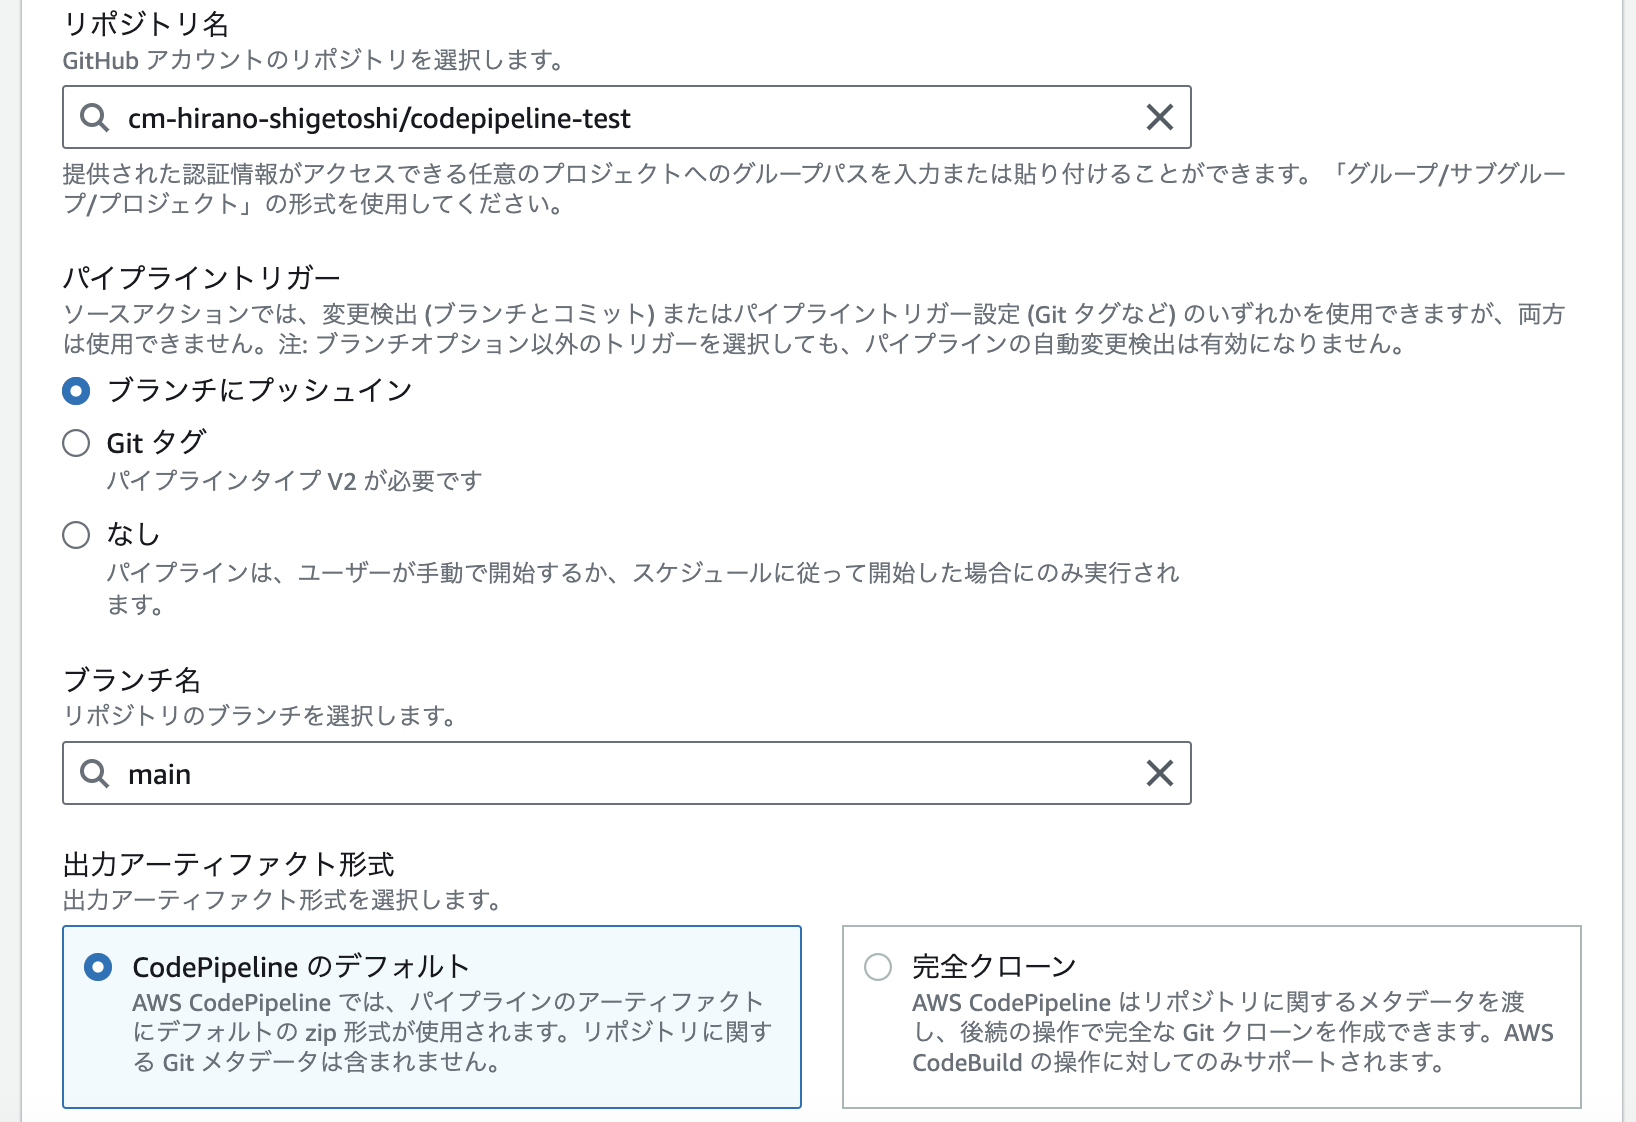 リポジトリ名
GitHub アカウントのリポジトリを選択します。
cm-hirano-shigetoshi/codepipeline-test
提供された認証情報がアクセスできる任意のプロジェクトへのグループパスを入力または貼り付けることができます。「グループ/サブグルー
プ/プロジェクト」の形式を使用してください。
パイプライントリガー
ソースアクションでは、変更検出 (ブランチとコミット) またはパイプライントリガー設定 (Git タグなど) のいずれかを使用できますが、両方
は使用できません。注: ブランチオプション以外のトリガーを選択しても、パイプラインの自動変更検出は有効になりません。
ブランチにプッシュイン
Git タグ
パイプラインタイプ V2 が必要です
なし
パイプラインは、ユーザーが手動で開始するか、スケジュールに従って開始した場合にのみ実行され
ます。
ブランチ名
リポジトリのブランチを選択します。
main
出力アーティファクト形式
出力アーティファクト形式を選択します。
CodePipeline のデフォルト
AWS CodePipeline では、パイプラインのアーティファクト
にデフォルトの zip 形式が使用されます。リポジトリに関す
る Git メタデータは含まれません。
完全クローン
AWS CodePipeline はリポジトリに関するメタデータを渡
し、後続の操作で完全な Git クローンを作成できます。AWS
CodeBuild の操作に対してのみサポートされます。